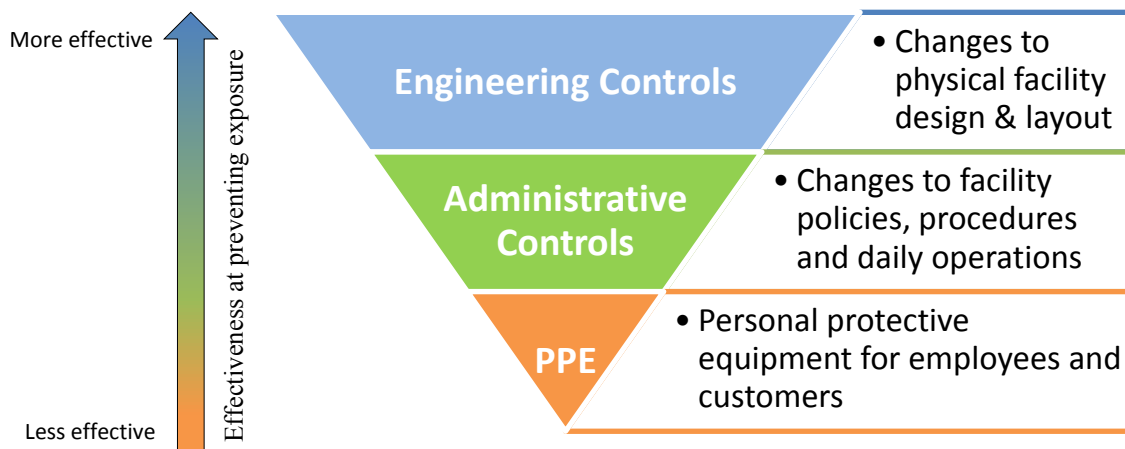 More effective
Effectiveness at preventing exposure
Less effective
Engineering Controls
• Changes to
physical facility
design & layout
Administrative
Controls
• Changes to facility
policies, procedures
and daily operations
PPE
• Personal protective
equipment for employees and
customers